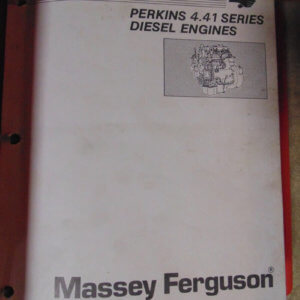 PERKINS 4.41 SERIES
DIESEL ENGINES
Massey Ferguson®